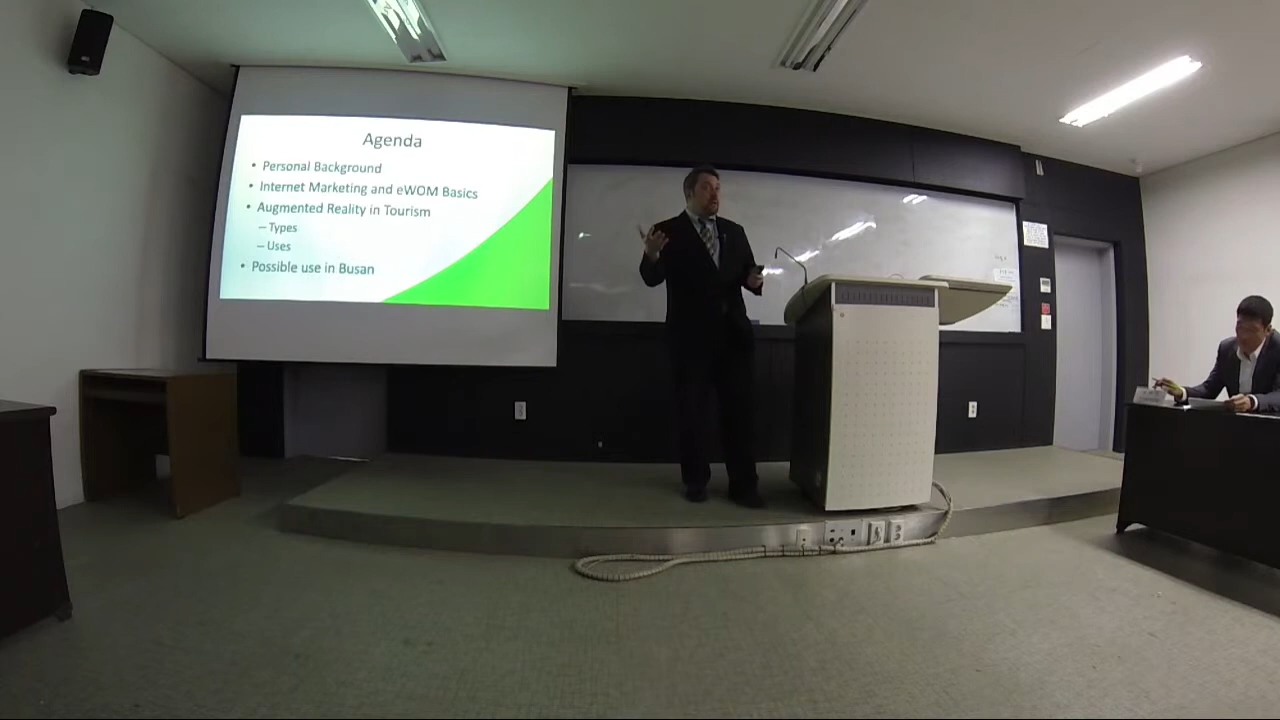 Agenda
• Personal Background
• Internet Marketing and eWOM Basics
• Augmented Reality in Tourism
– Types
– Uses
• Possible use in Busan